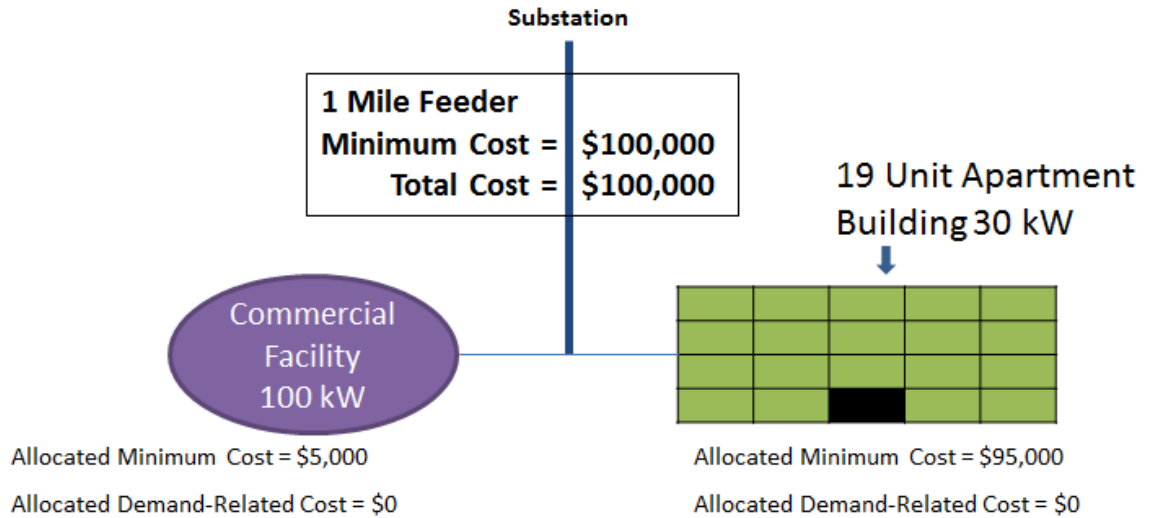 Substation
1 Mile Feeder
Minimum Cost = $100,000
Total Cost = $100,000
19 Unit Apartment
Building 30 kW
Commercial
Facility
100 kW
Allocated Minimum Cost = $5,000
Allocated Demand-Related Cost = $0
Allocated Minimum Cost = $95,000
Allocated Demand-Related Cost = $0